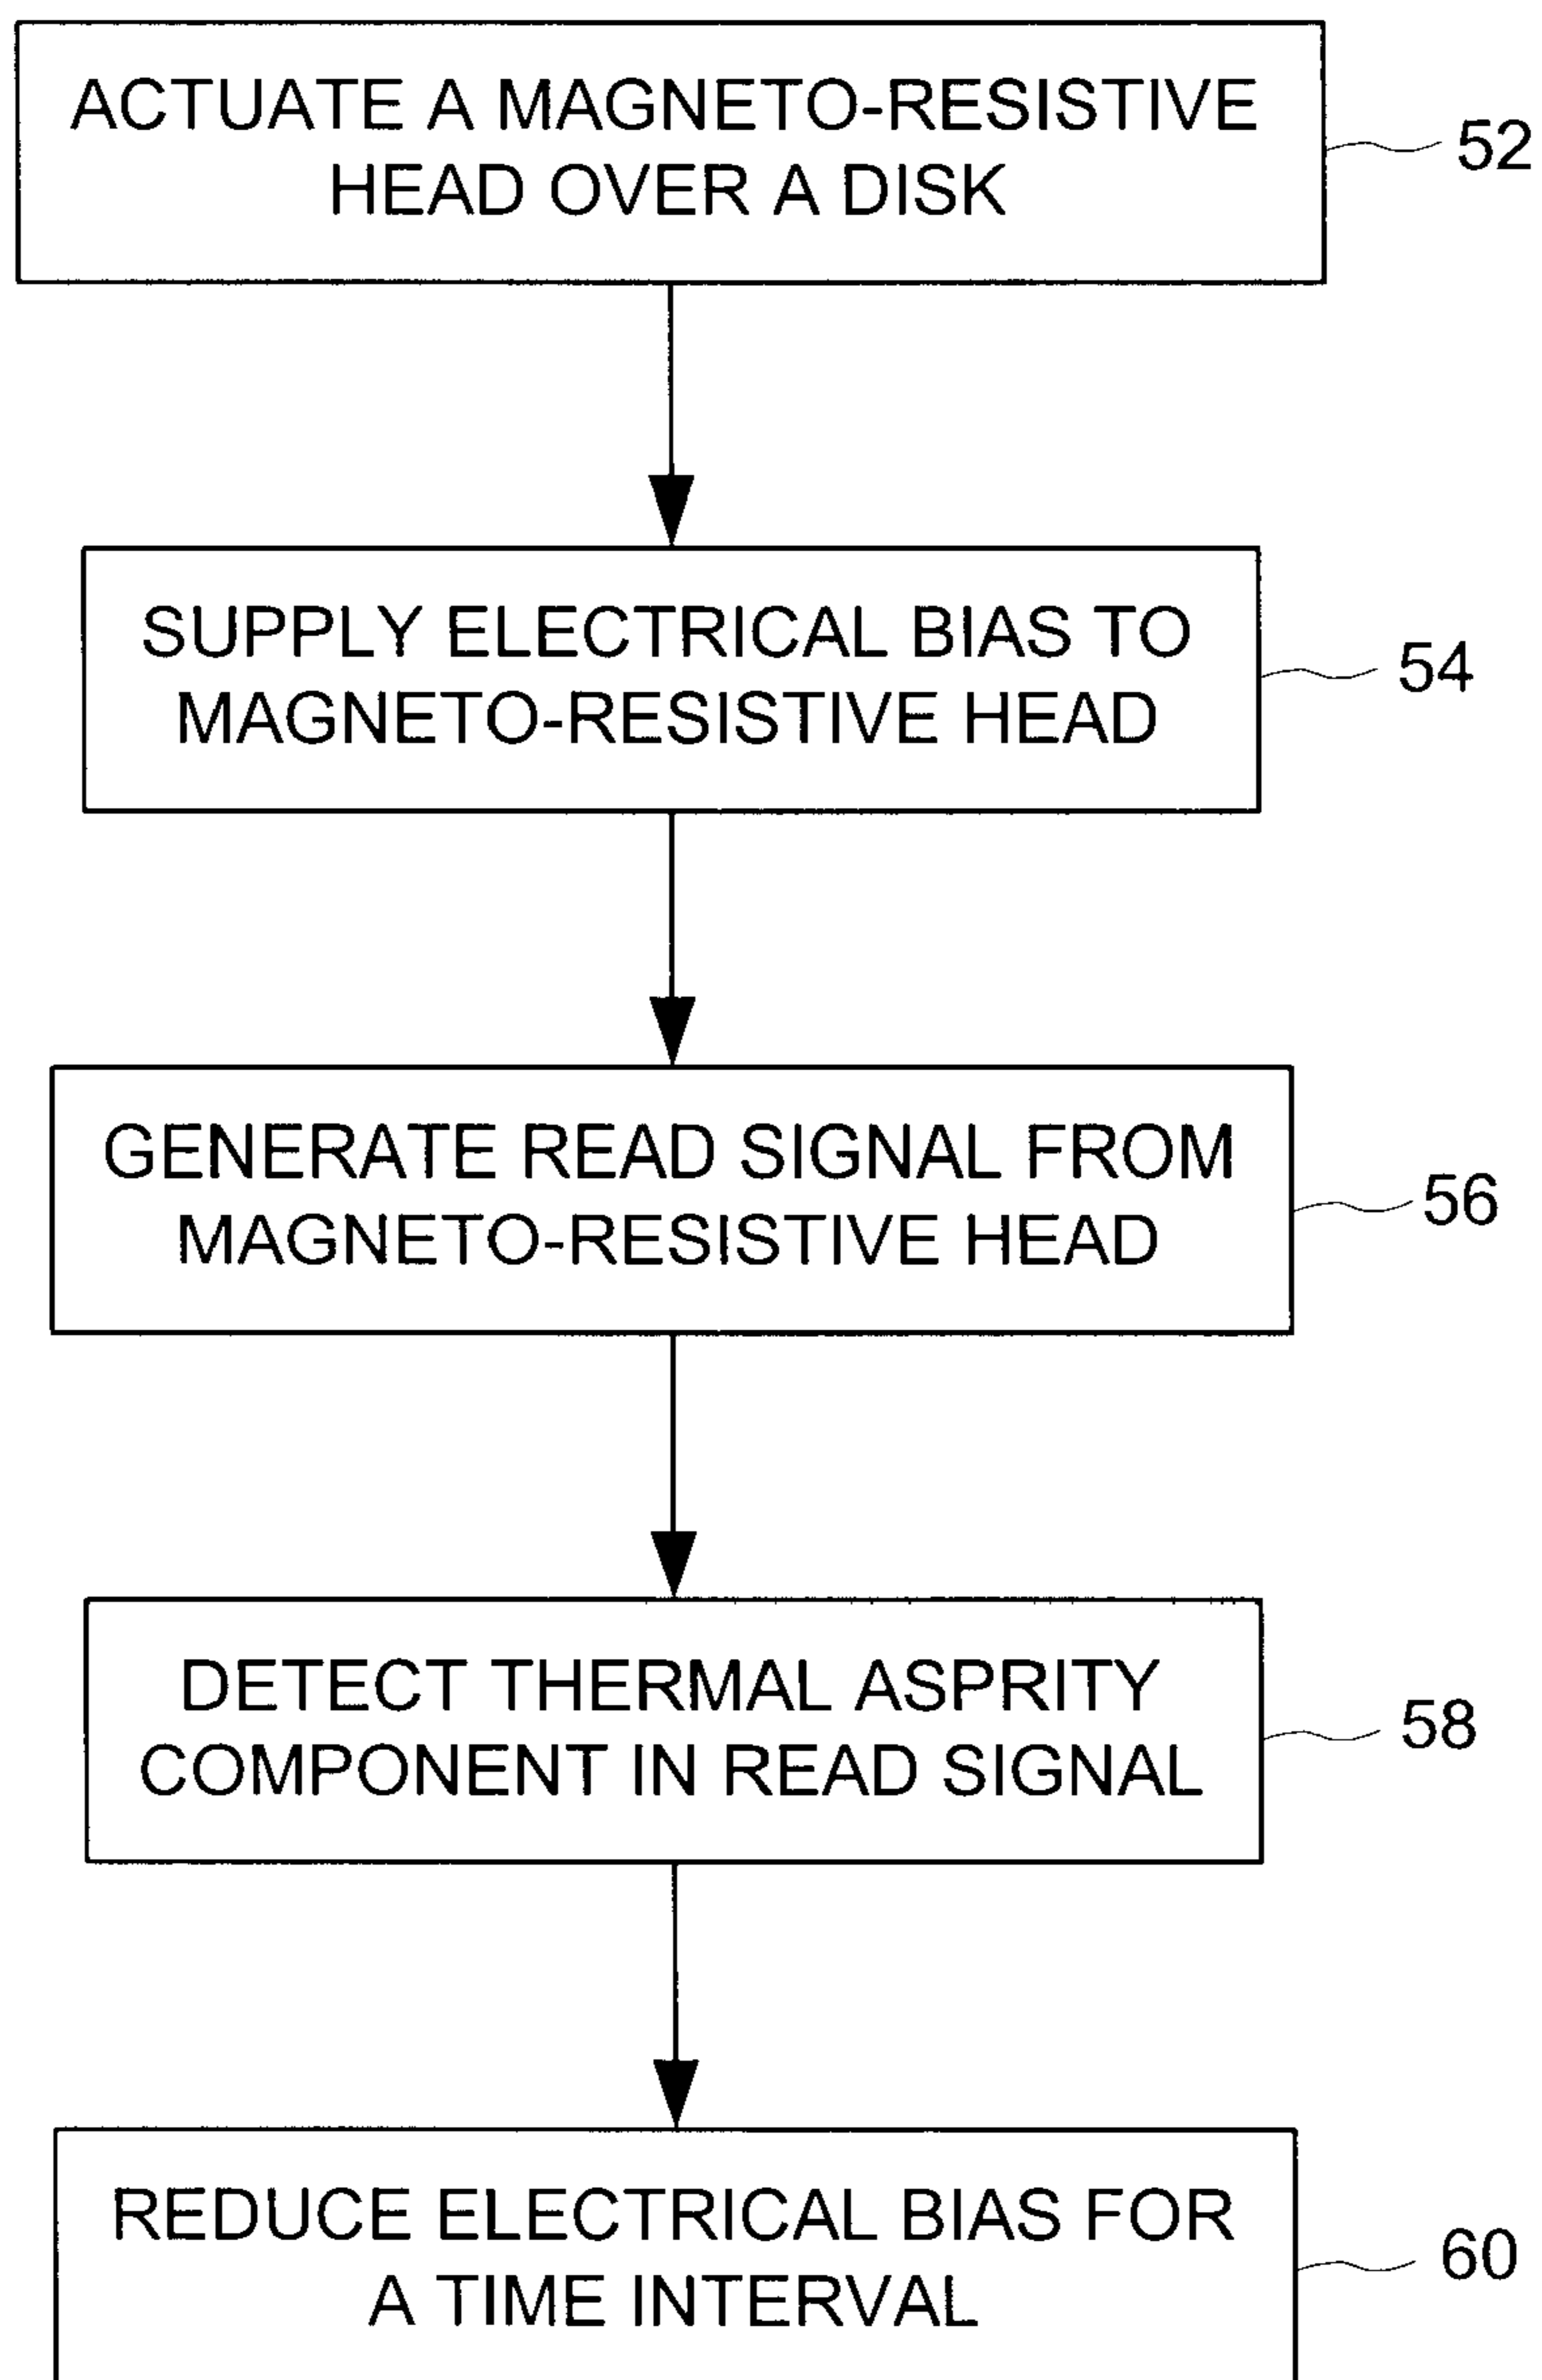 ACTUATE A MAGNETO-RESISTIVE
HEAD OVER A DISK
52
SUPPLY ELECTRICAL BIAS TO
MAGNETO-RESISTIVE HEAD
54
GENERATE READ SIGNAL FROM
MAGNETO-RESISTIVE HEAD
56
DETECT THERMAL ASPRITY
COMPONENT IN READ SIGNAL
58
REDUCE ELECTRICAL BIAS FOR
A TIME INTERVAL
60